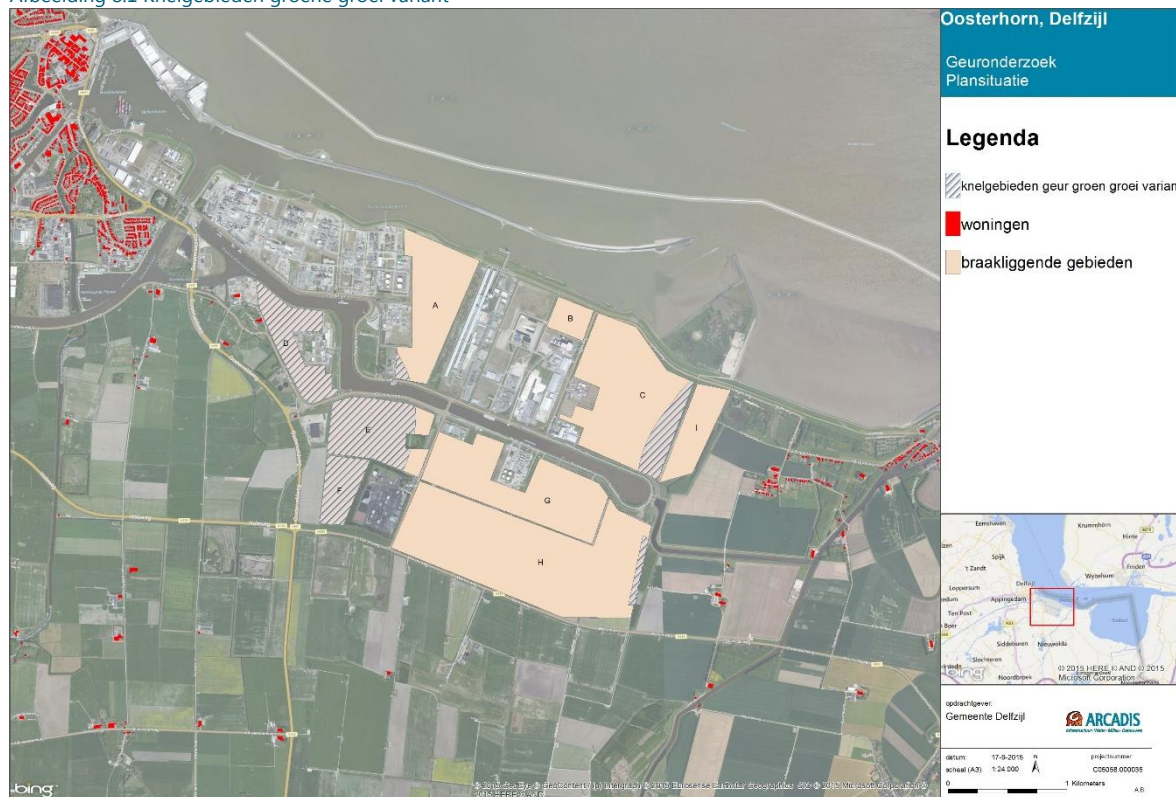 Afbeelding 6.1 Knelgebieden groene groei variant
Oosterhorn, Delfzijl
Geuronderzoek
Plansituatie
Legenda
knelgebieden geur groen groei varian
woningen
braakliggende gebieden
A
B
C
D
E
F
G
H
I
Eemshaven
Krummhörn
Hinte
Spijk
't Zandt
Emden
Loppersum
Delfzijl
Wybelsum
Appingedam
Ten Post
Siddeburen
Nieuwolda
Slochteren
Noordbroek
© 2015 HERE © AND © 2015
Microsoft Corporation
opdrachtgever:
Gemeente Delfzijl
ARCADIS
datum:
17-9-2015
N
projectnummer
schaal (A3):
1:24.000
C05058.000035
0
1 Kilometers
A.B.
bing